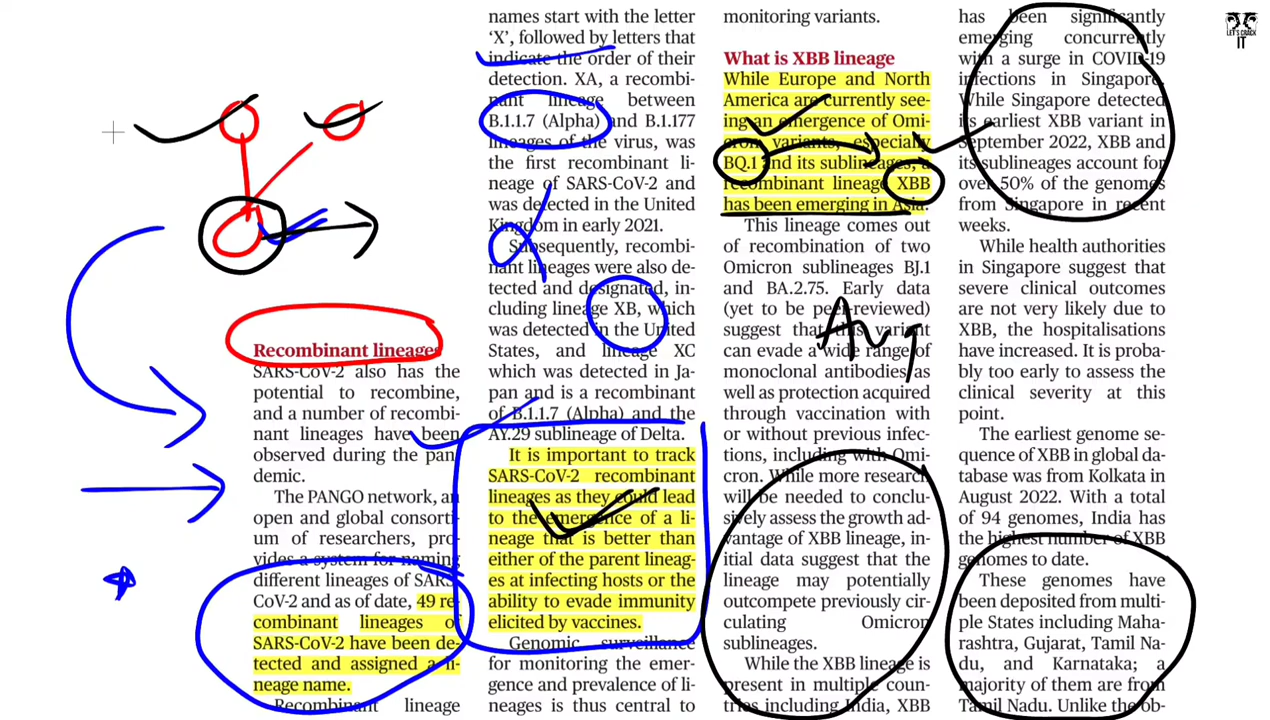 Recombinant lineages
SARS-CoV-2 also has the
potential to recombine,
and a number of recombi-
nant lineages have been
observed during the pan-
demic.
The PANGO network, an
open and global consorti-
um of researchers, pro-
vides a system for naming
different lineages of SARS-
CoV-2 and as of date, 49 re-
combinant lineages of
SARS-CoV-2 have been de-
tected and assigned a li-
neage name.
Recombinant lineage
names start with the letter
‘X’, followed by letters that
indicate the order of their
detection. XA, a recombi-
nant lineage between
B.1.1.7 (Alpha) and B.1.177
lineages of the virus, was
the first recombinant li-
neage of SARS-CoV-2 and
was detected in the United
Kingdom in early 2021.
Subsequently, recombi-
nant lineages were also de-
tected and designated, in-
cluding lineage XB, which
was detected in the United
States, and lineage XC
which was detected in Ja-
pan and is a recombinant
of B.1.1.7 (Alpha) and the
AY.29 sublineage of Delta.
It is important to track
SARS-CoV-2 recombinant
lineages as they could lead
to the emergence of a li-
neage that is better than
either of the parent lineag-
es at infecting hosts or the
ability to evade immunity
elicited by vaccines.
Genomic surveillance
for monitoring the emer-
gence and prevalence of li-
neages is thus central to
monitoring variants.
What is XBB lineage
While Europe and North
America are currently see-
ing an emergence of Omi-
cron variants, especially
BQ.1 and its sublineages, a
recombinant lineage XBB
has been emerging in Asia.
This lineage comes out
of recombination of two
Omicron sublineages BJ.1
and BA.2.75. Early data
(yet to be peer-reviewed)
suggest that this variant
can evade a wide range of
monoclonal antibodies as
well as protection acquired
through vaccination with
or without previous infec-
tions, including with Omi-
cron. While more research
will be needed to conclu-
sively assess the growth ad-
vantage of XBB lineage, in-
itial data suggest that the
lineage may potentially
outcompete previously cir-
culating Omicron
sublineages.
While the XBB lineage is
present in multiple coun-
tries including India, XBB
has been significantly
emerging concurrently
with a surge in COVID-19
infections in Singapore.
While Singapore detected
its earliest XBB variant in
September 2022, XBB and
its sublineages account for
over 50% of the genomes
from Singapore in recent
weeks.
While health authorities
in Singapore suggest that
severe clinical outcomes
are not very likely due to
XBB, the hospitalisations
have increased. It is proba-
bly too early to assess the
clinical severity at this
point.
The earliest genome se-
quence of XBB in global da-
tabase was from Kolkata in
August 2022. With a total
of 94 genomes, India has
the highest number of XBB
genomes to date.
These genomes have
been deposited from multi-
ple States including Maha-
rashtra, Gujarat, Tamil Na-
du, and Karnataka; a
majority of them are from
Tamil Nadu. Unlike the ob-
LET'S CRACK
IT